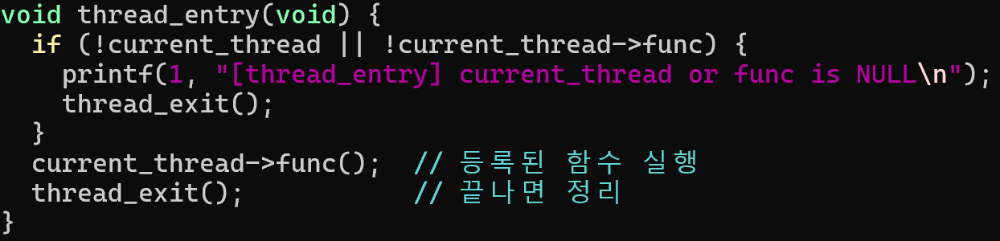 void thread_entry(void) {
  if (!current_thread || !current_thread->func) {
    printf(1, "[thread_entry] current_thread or func is NULL\n");
    thread_exit();
  }
  current_thread->func();  // 등록된 함수 실행
  thread_exit();           // 끝나면 정리
}